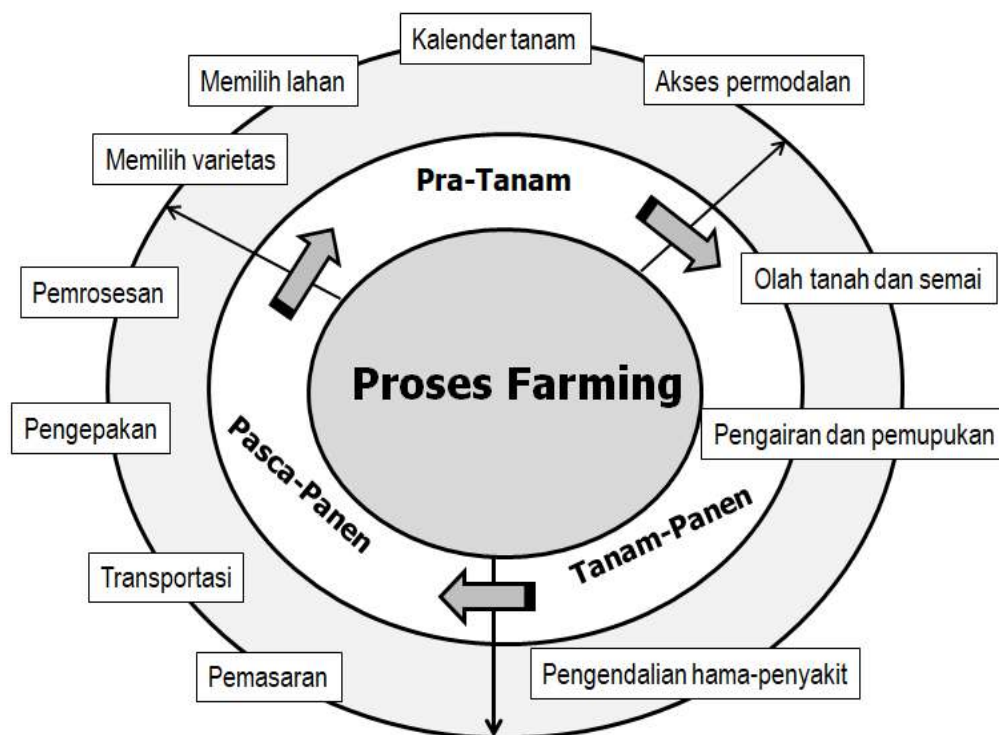 Kalender tanam
Memilih lahan
Akses permodalan
Memilih varietas
Pra-Tanam
Pemrosesan
Olah tanah dan semai
Proses Farming
Pengepakan
Pengairan dan pemupukan
Pasca-Panen
Tanam-Panen
Transportasi
Pemasaran
Pengendalian hama-penyakit